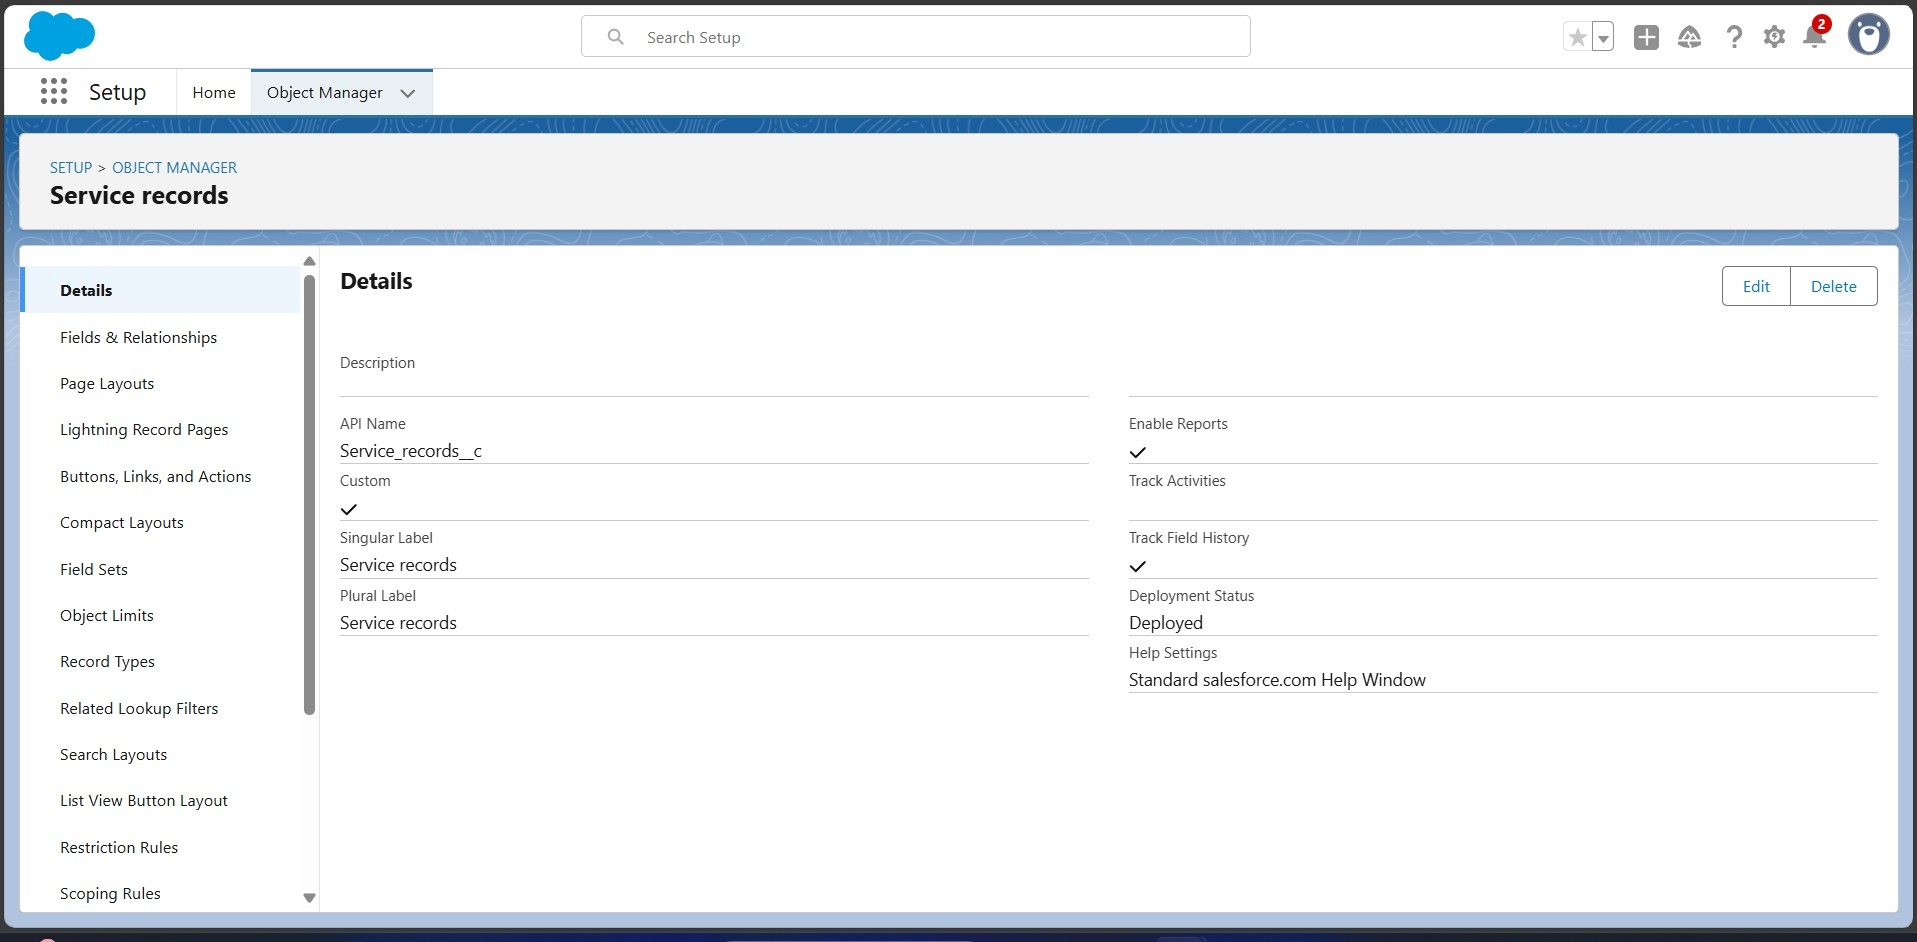 Search Setup
2
Setup
Home
Object Manager
SETUP > OBJECT MANAGER
Service records
Details
Fields & Relationships
Page Layouts
Lightning Record Pages
Buttons, Links, and Actions
Compact Layouts
Field Sets
Object Limits
Record Types
Related Lookup Filters
Search Layouts
List View Button Layout
Restriction Rules
Scoping Rules
Details
Edit
Delete
Description
API Name
Service_records__c
Custom
Singular Label
Service records
Plural Label
Service records
Enable Reports
Track Activities
Track Field History
Deployment Status
Deployed
Help Settings
Standard salesforce.com Help Window